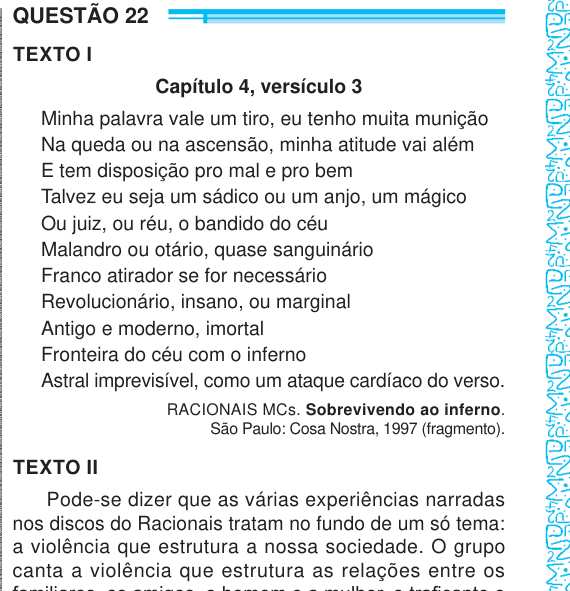 QUESTÃO 22
TEXTO I
Capítulo 4, versículo 3
Minha palavra vale um tiro, eu tenho muita munição
Na queda ou na ascensão, minha atitude vai além
E tem disposição pro mal e pro bem
Talvez eu seja um sádico ou um anjo, um mágico
Ou juiz, ou réu, o bandido do céu
Malandro ou otário, quase sanguinário
Franco atirador se for necessário
Revolucionário, insano, ou marginal
Antigo e moderno, imortal
Fronteira do céu com o inferno
Astral imprevisível, como um ataque cardíaco do verso.
RACIONAIS MCs. Sobrevivendo ao inferno.
São Paulo: Cosa Nostra, 1997 (fragmento).
TEXTO II
Pode-se dizer que as várias experiências narradas
nos discos do Racionais tratam no fundo de um só tema:
a violência que estrutura a nossa sociedade. O grupo
canta a violência que estrutura as relações entre os
familiares, os amigos, o homem e a mulher, o traficante e